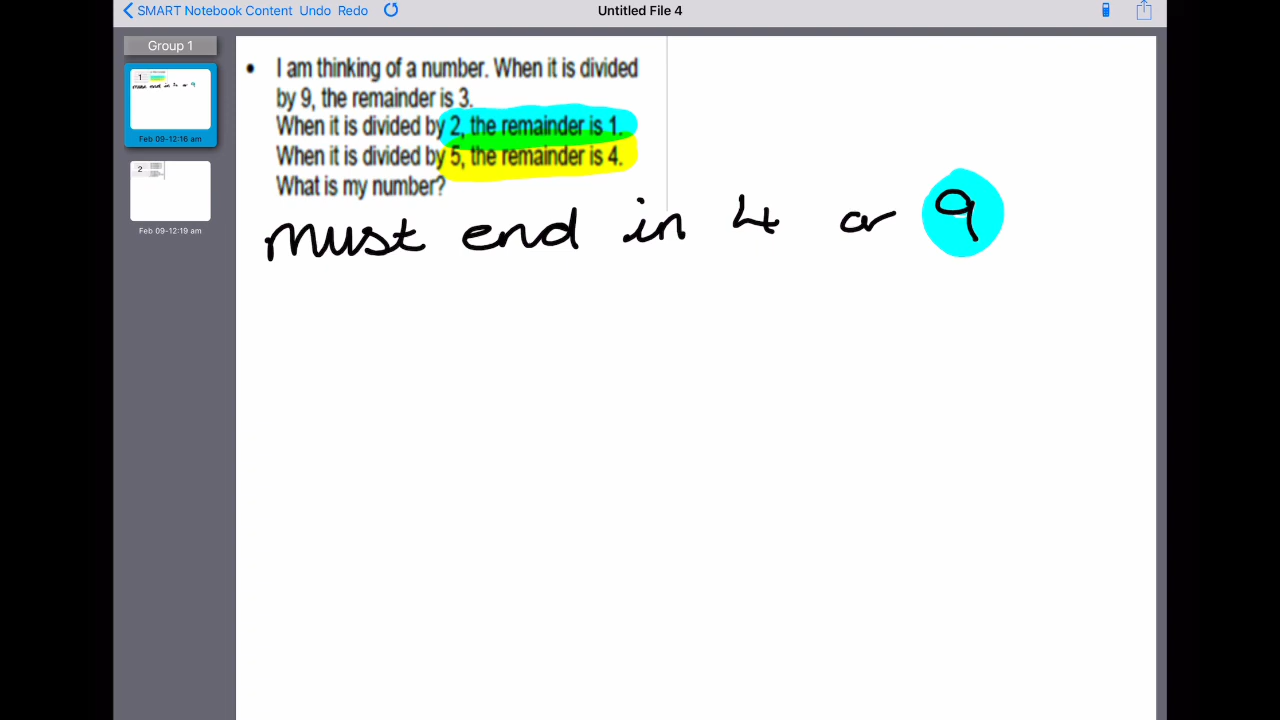 SMART Notebook Content Undo Redo Untitled File 4
Group 1
1
Feb 09-12:16 am
2
Feb 09-12:19 am
• I am thinking of a number. When it is divided
by 9, the remainder is 3.
When it is divided by 2, the remainder is 1.
When it is divided by 5, the remainder is 4.
What is my number?
must end in 4 or 9